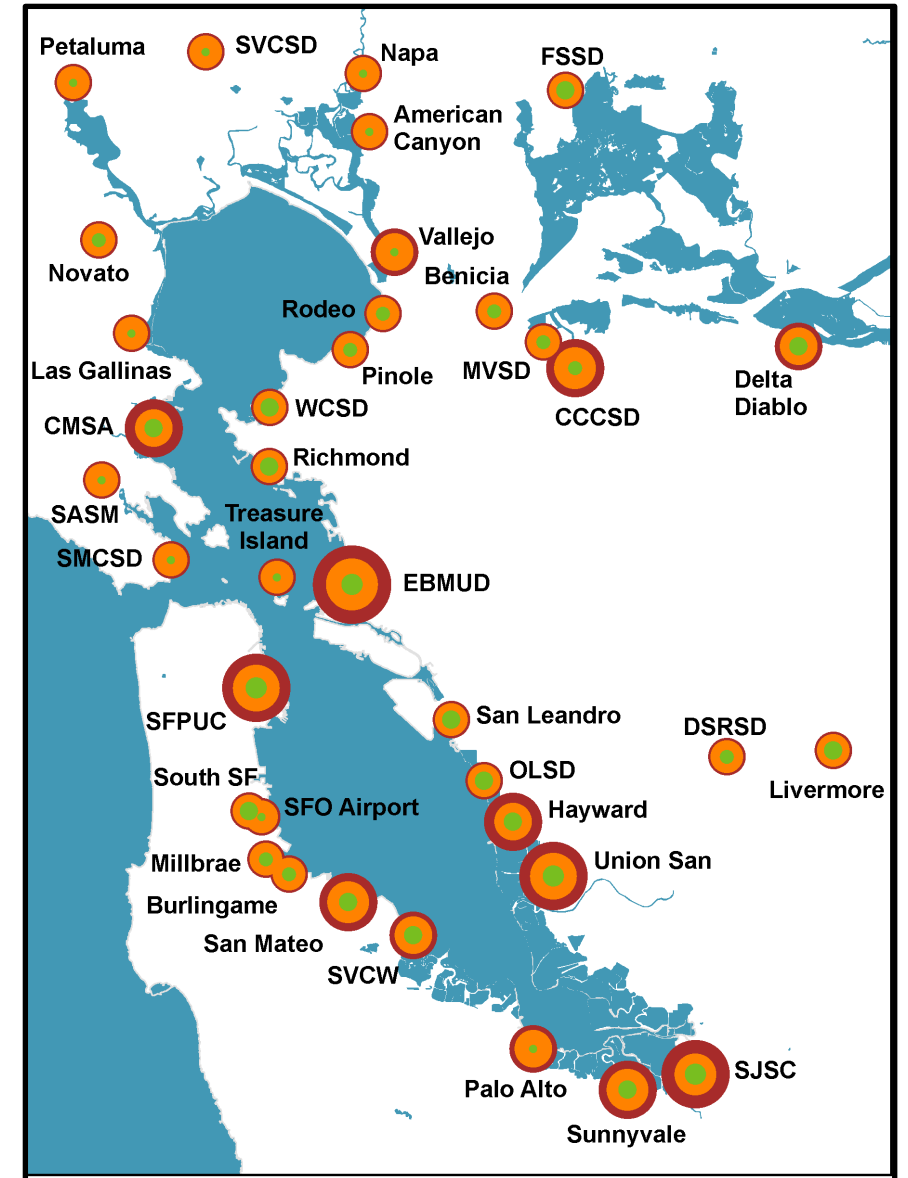 Petaluma
SVCSD
Napa
FSSD
American
Canyon
Vallejo
Novato
Benicia
Rodeo
Las Gallinas
Pinole
MVSD
Delta
Diablo
CCCSD
WCSD
CMSA
Richmond
SASM
Treasure
Island
SMCSD
EBMUD
SFPUC
San Leandro
DSRSD
South SF
OLSD
Livermore
SFO Airport
Hayward
Millbrae
Union San
Burlingame
San Mateo
SVCW
Palo Alto
SJSC
Sunnyvale